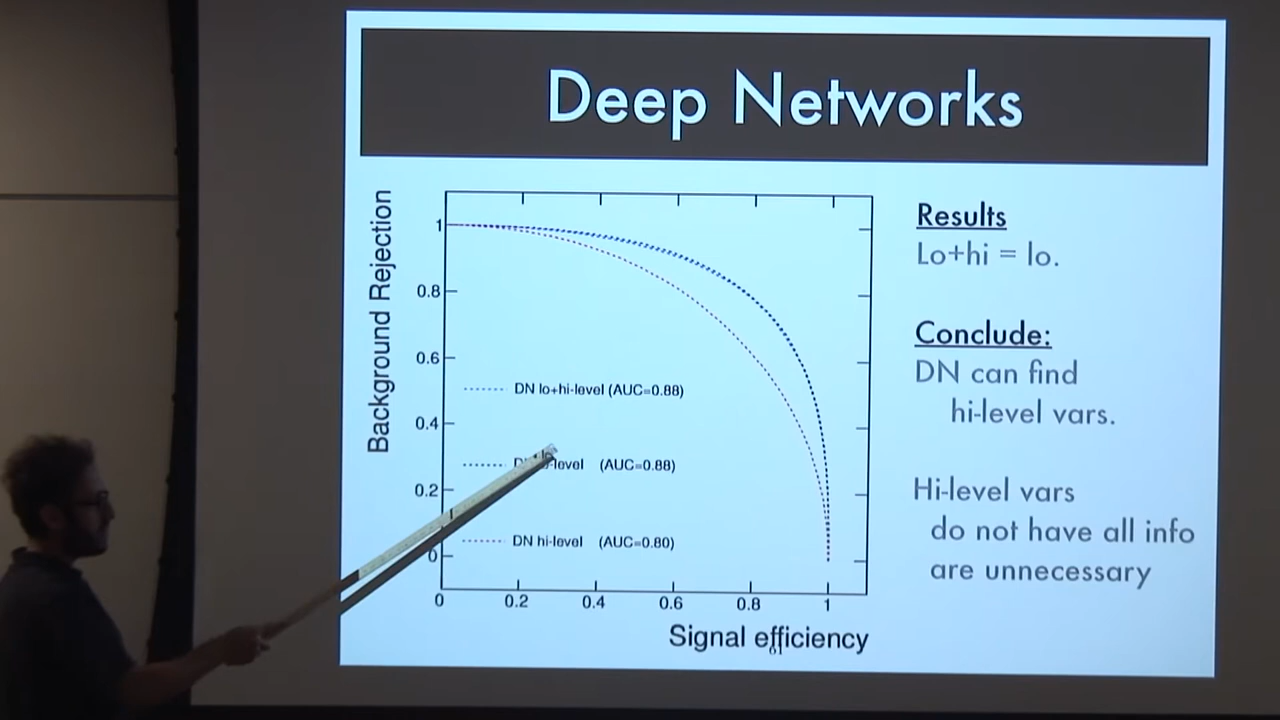 Deep Networks
Background Rejection
1
0.8
0.6
0.4
0.2
0
DN lo+hi-level (AUC=0.88)
(AUC=0.88)
DN hi-level (AUC=0.80)
0 0.2 0.4 0.6 0.8 1
Signal efficiency
Results
Lo+hi = lo.
Conclude:
DN can find
hi-level vars.
Hi-level vars
do not have all info
are unnecessary